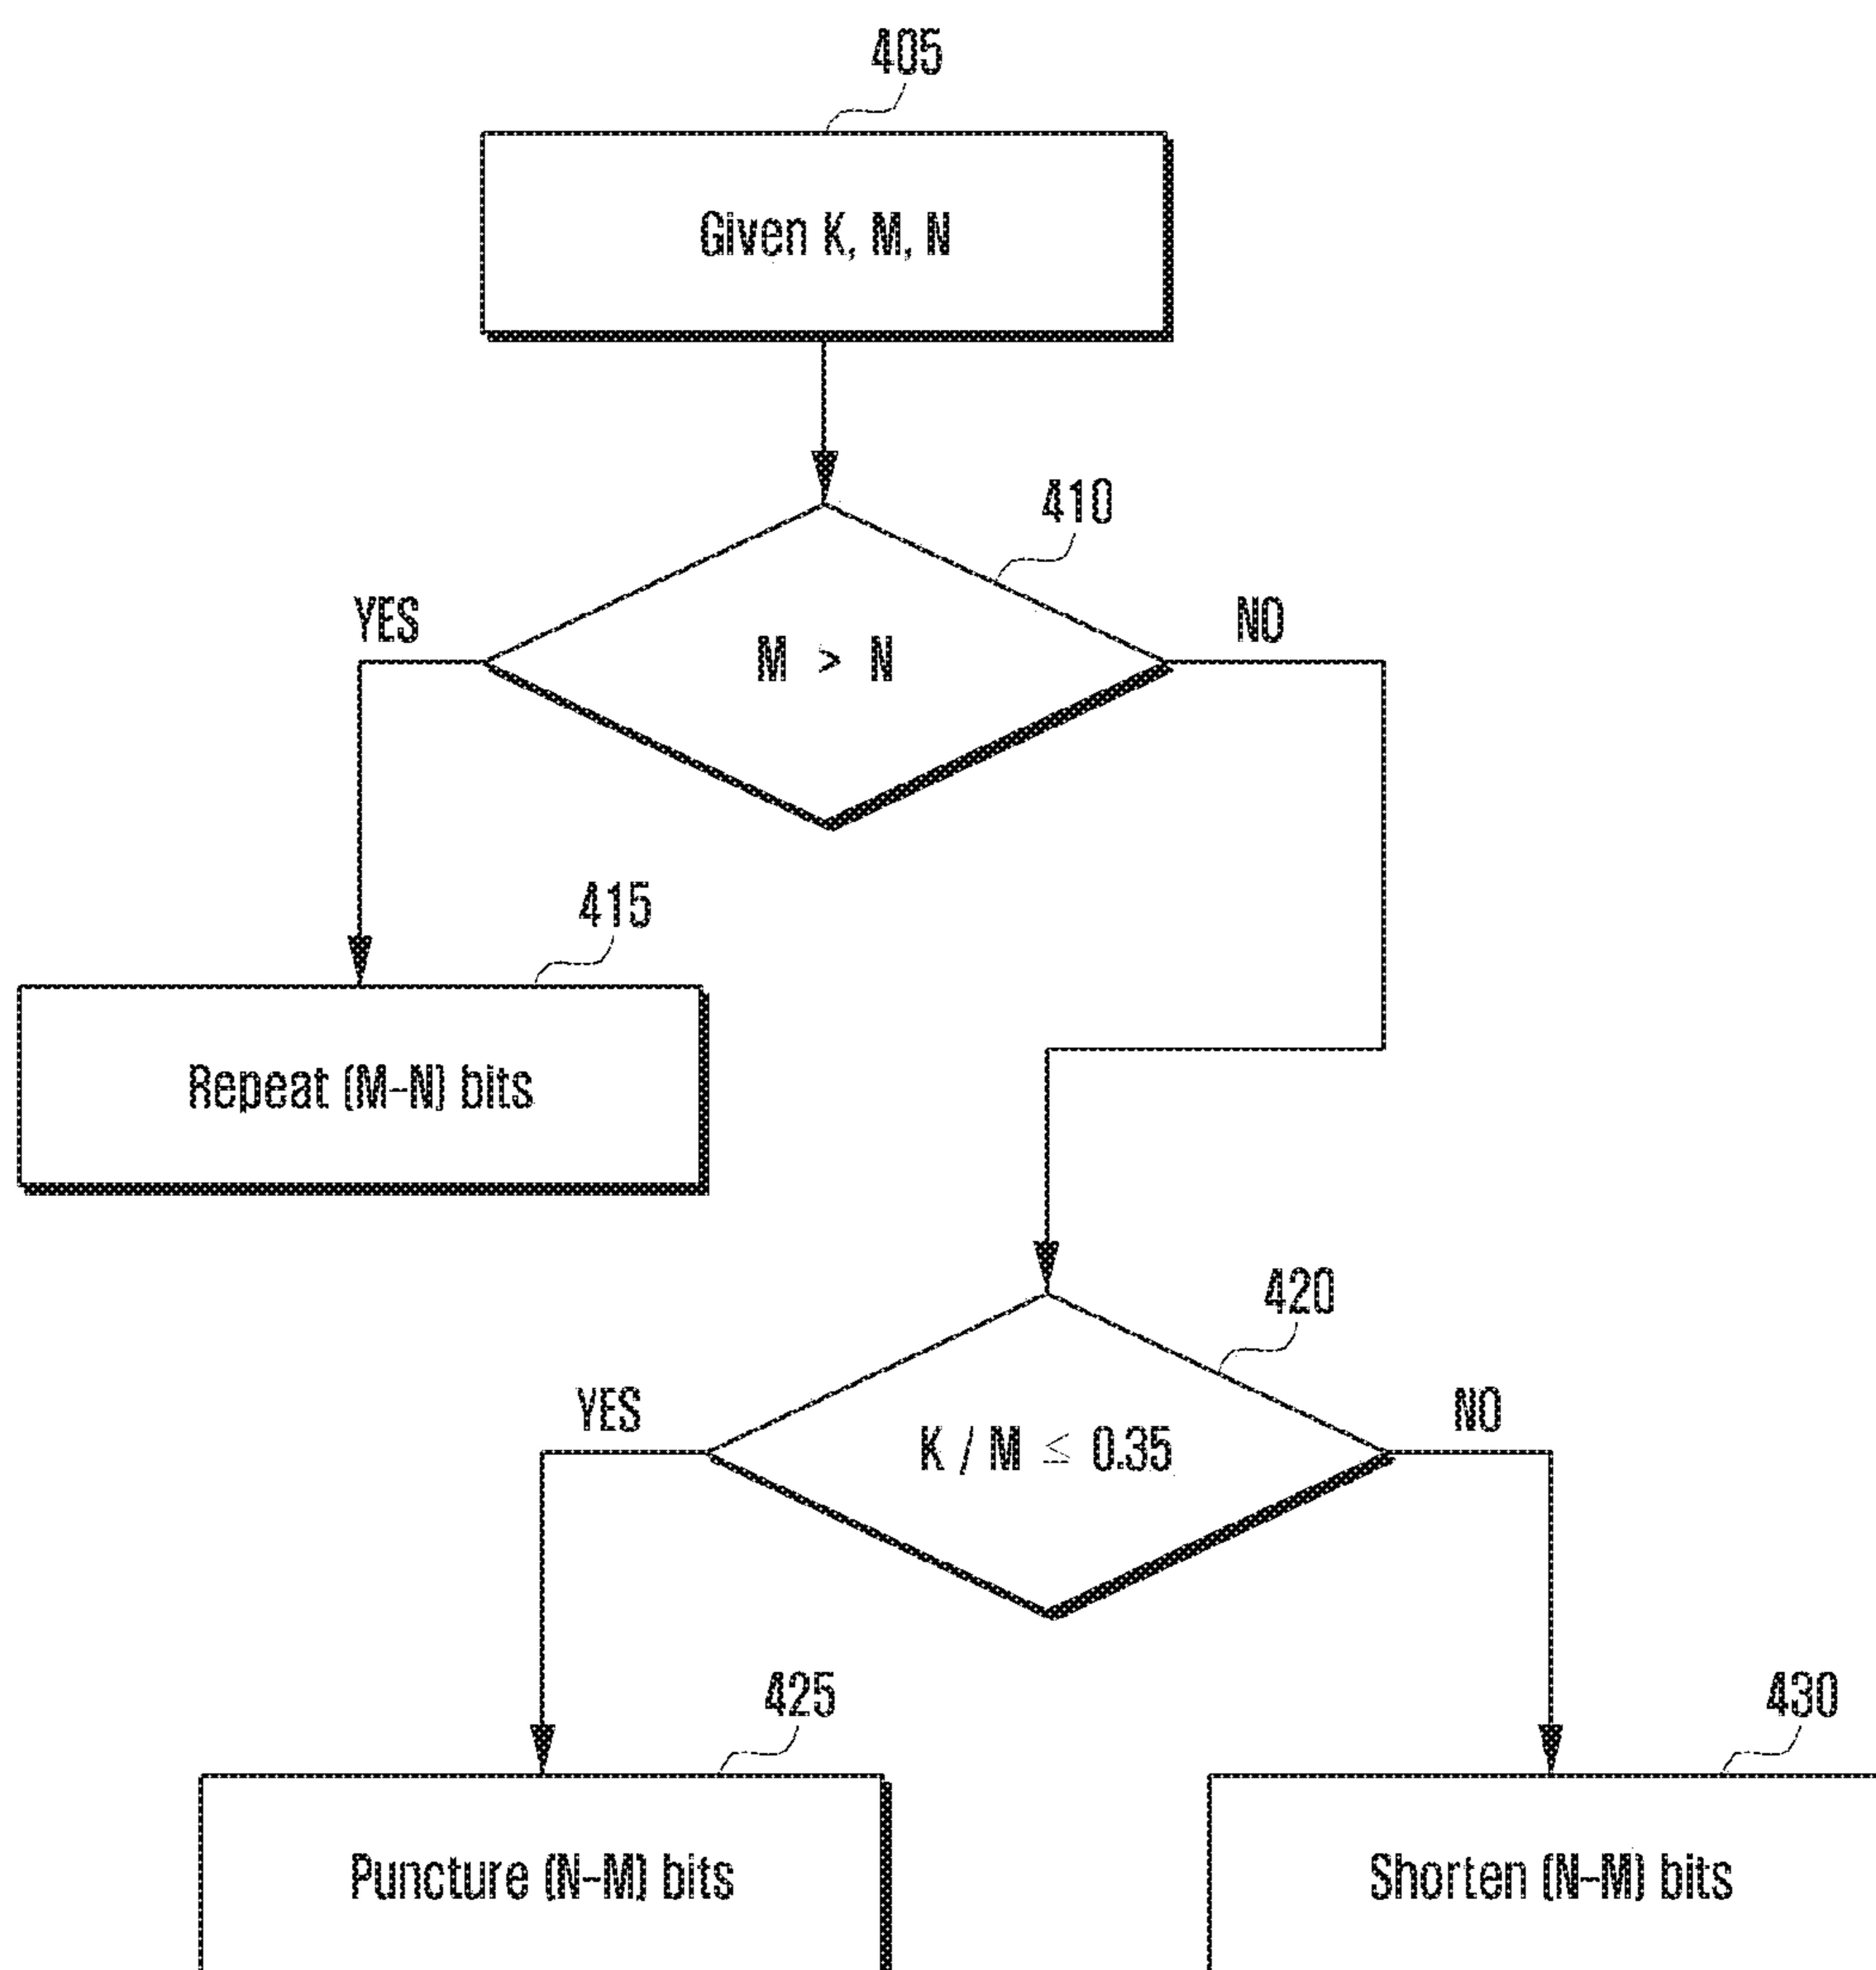 405
Given K, M, N
410
YES
NO
M > N
415
Repeat (M-N) bits
420
YES
NO
K / M ≤ 0.35
425
430
Puncture (N-M) bits
Shorten (N-M) bits